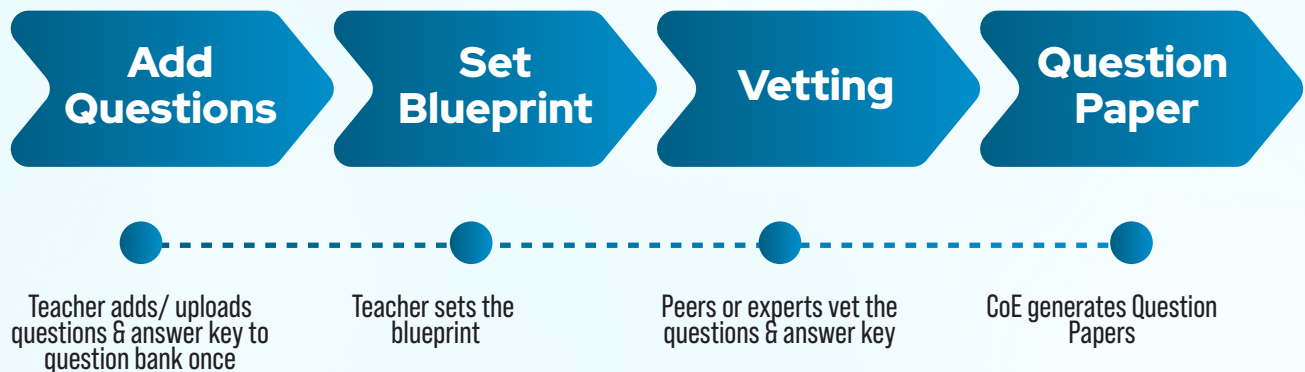 Add
Questions
Set
Blueprint
Vetting
Question
Paper
Teacher adds/ uploads
questions & answer key to
question bank once
Teacher sets the
blueprint
Peers or experts vet the
questions & answer key
CoE generates Question
Papers